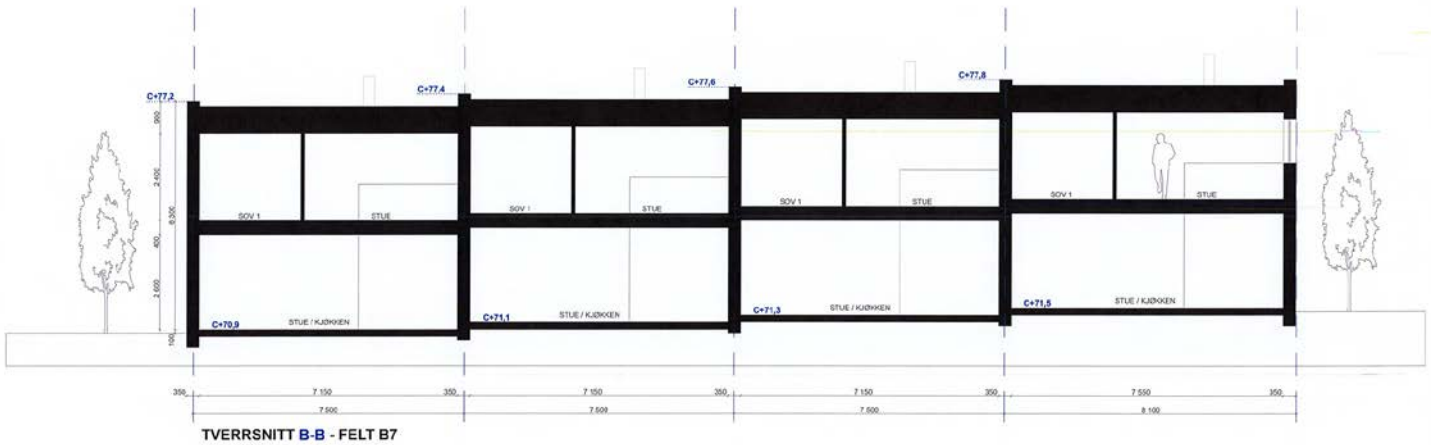 C+77,2
C+77.4
C+77,6
C+77,8
2 400
6 300
400
2 600
100
SOV 1
STUE
SOV 1
STUE
SOV 1
STUE
SOV 1
STUE
C+70,9
STUE / KJØKKEN
C+71,1
STUE / KJØKKEN
C+71,3
STUE / KJØKKEN
C+71,5
STUE / KJØKKEN
350
7 150
350
7 150
350
7 150
350
7 550
350
7 500
7 500
7 500
8 100
TVERRSNITT B-B - FELT B7